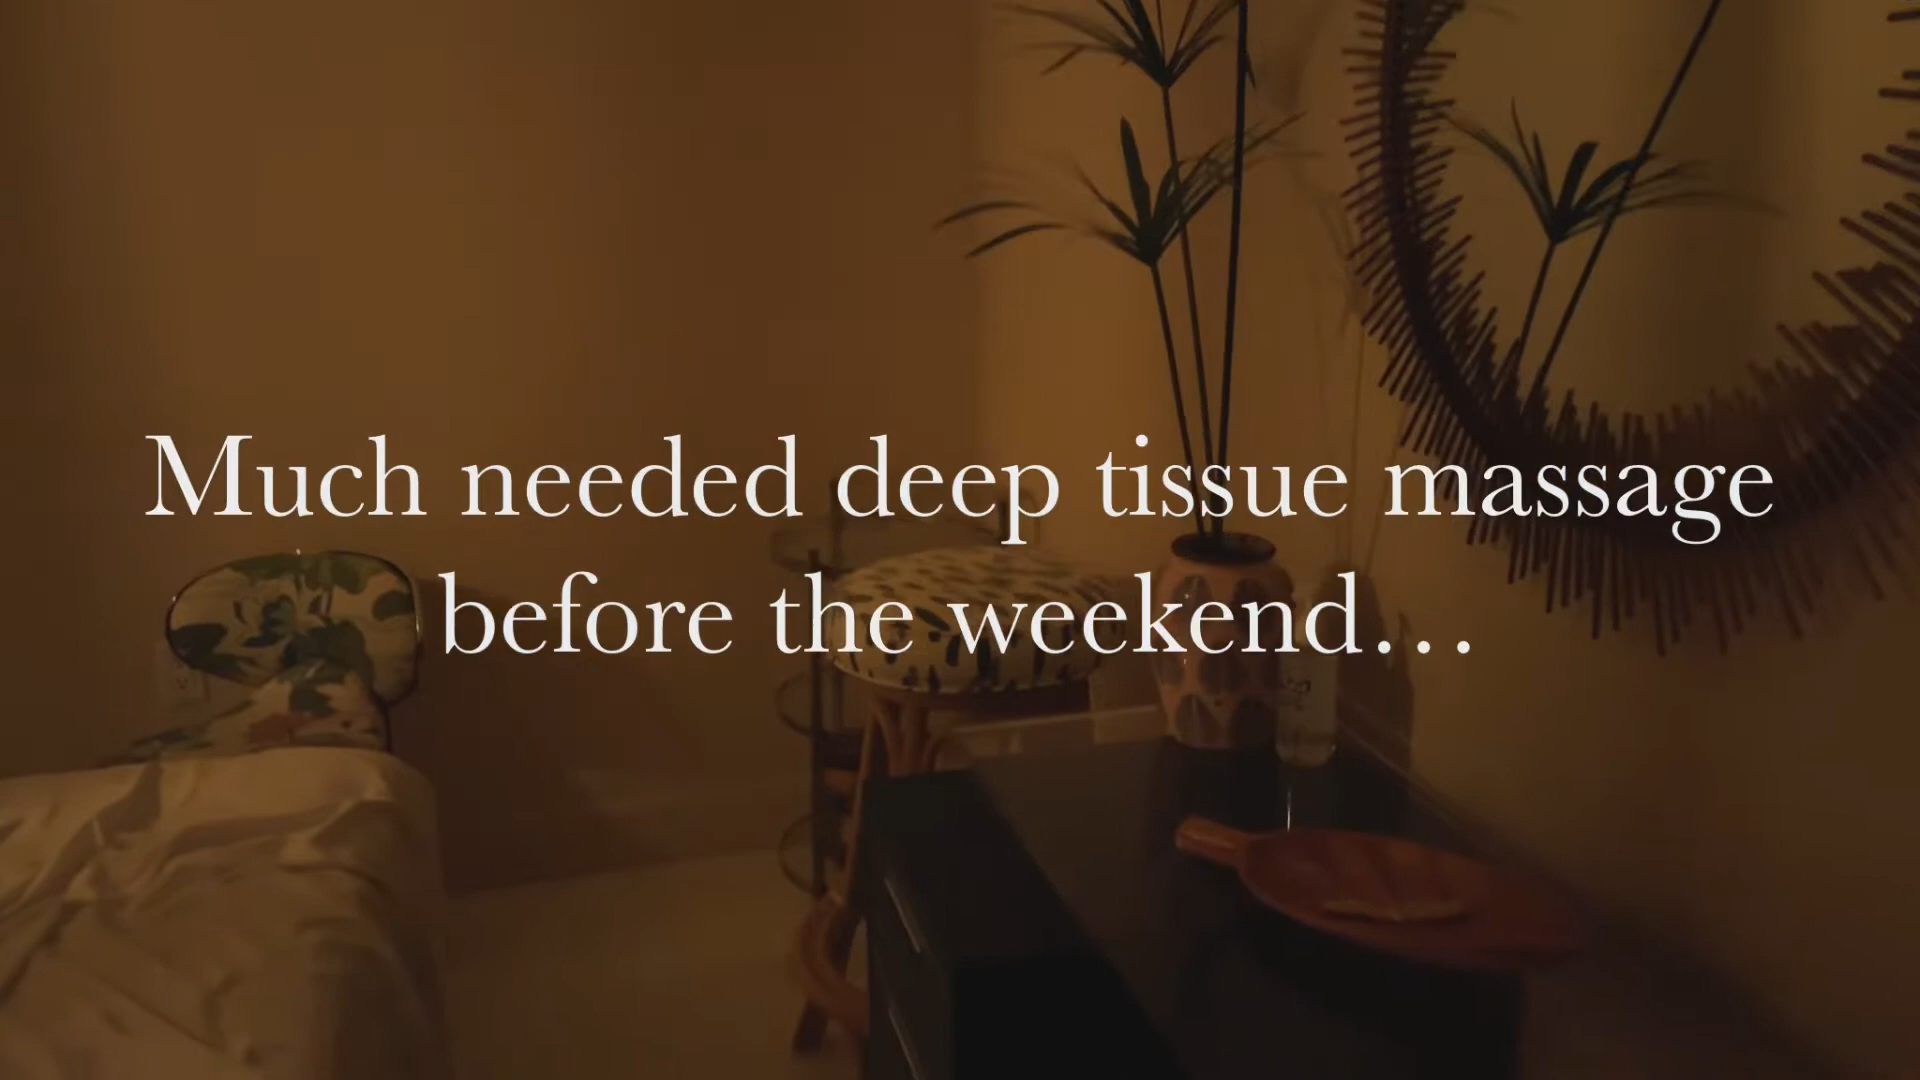 Much needed deep tissue massage
before the weekend…